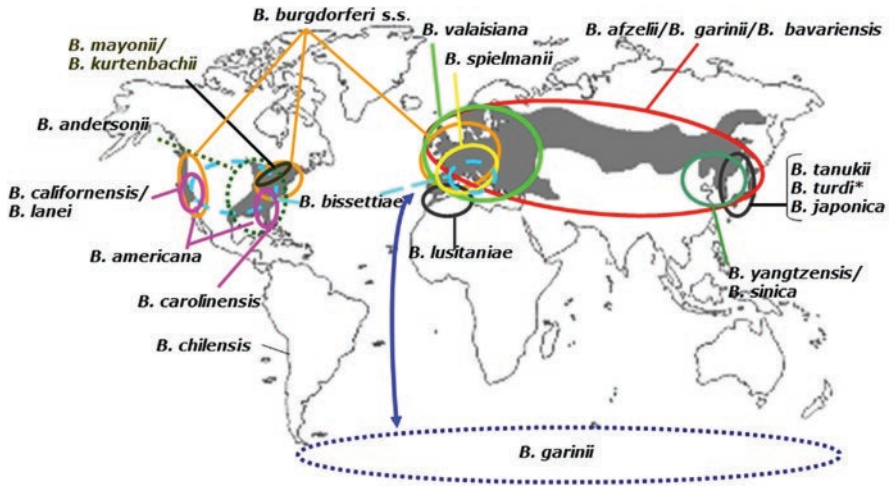 B. burgdorferi s.s.
B. valaisiana
B. afzelii/B. garinii/B. bavariensis
B. mayonii/
B. kurtenbachii
B. spielmanii
B. andersonii
B. californensis/
B. lanei
B. bissettiae
B. tanukii
B. turdi*
B. japonica
B. americana
B. lusitaniae
B. yangtzensis/
B. sinica
B. carolinensis
B. chilensis
B. garinii